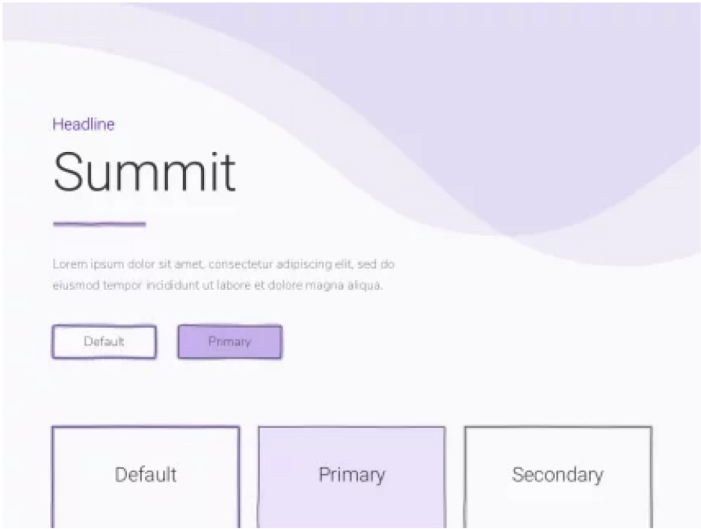 Headline
Summit
Lorem ipsum dolor sit amet, consectetur adipiscing elit, sed do
eiusmod tempor incididunt ut labore et dolore magna aliqua.
Default
Primary
Default
Primary
Secondary